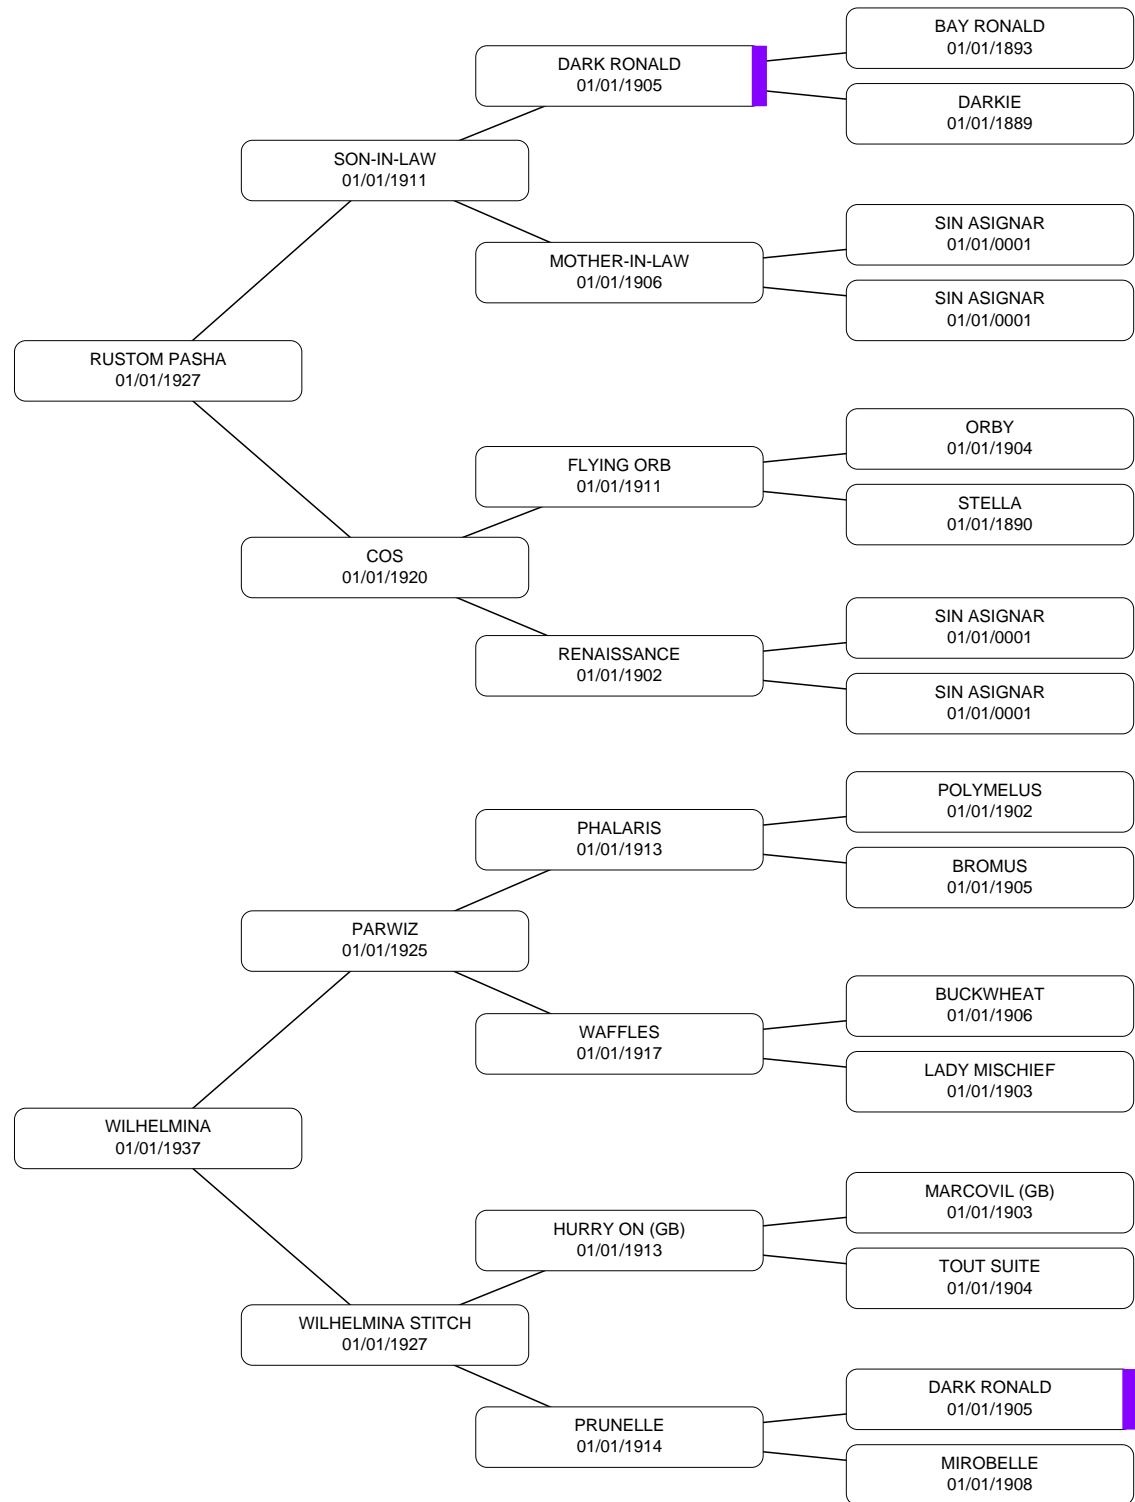 BAY RONALD
01/01/1893
DARK RONALD
01/01/1905
DARKIE
01/01/1889
SON-IN-LAW
01/01/1911
SIN ASIGNAR
01/01/0001
MOTHER-IN-LAW
01/01/1906
SIN ASIGNAR
01/01/0001
RUSTOM PASHA
01/01/1927
ORBY
01/01/1904
FLYING ORB
01/01/1911
STELLA
01/01/1890
COS
01/01/1920
SIN ASIGNAR
01/01/0001
RENAISSANCE
01/01/1902
SIN ASIGNAR
01/01/0001
POLYMELUS
01/01/1902
PHALARIS
01/01/1913
BROMUS
01/01/1905
PARWIZ
01/01/1925
BUCKWHEAT
01/01/1906
WAFFLES
01/01/1917
LADY MISCHIEF
01/01/1903
WILHELMINA
01/01/1937
MARCOVIL (GB)
01/01/1903
HURRY ON (GB)
01/01/1913
TOUT SUITE
01/01/1904
WILHELMINA STITCH
01/01/1927
DARK RONALD
01/01/1905
PRUNELLE
01/01/1914
MIROBELLE
01/01/1908